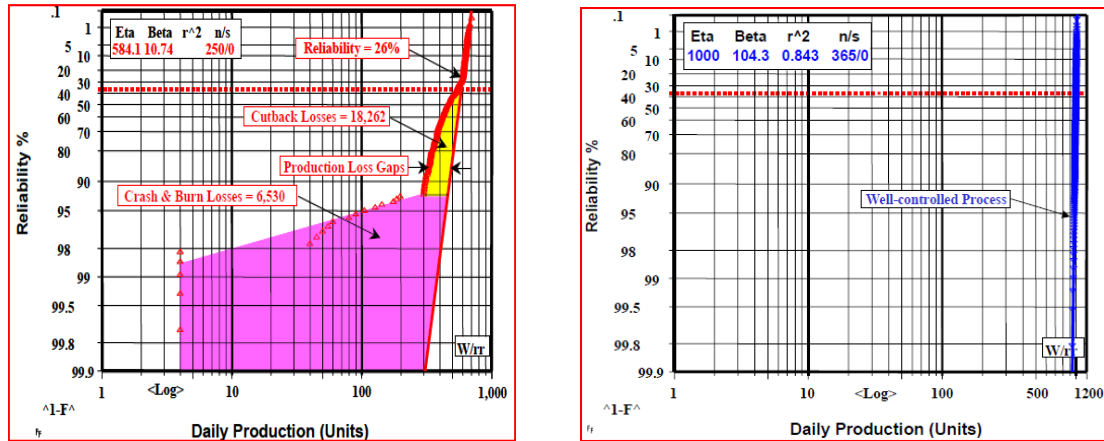 .1
1
5
10
20
30
40
50
60
70
80
90
95
98
99
99.5
99.8
99.9
Reliability %
Eta Beta r^2 n/s
584.1 10.74 250/0
Reliability = 26%
Cutback Losses = 18,262
Production Loss Gaps
Crash & Burn Losses = 6,530
W/rr
1 <Log> 10 100 1,000
^1-F^
Daily Production (Units)
.1
1
5
10
20
30
40
50
60
70
80
90
95
98
99
99.5
99.8
99.9
Reliability %
Eta Beta r^2 n/s
1000 104.3 0.843 365/0
Well-controlled Process
W/r
1 10 <Log> 100 500 1200
^1-F^
Daily Production (Units)